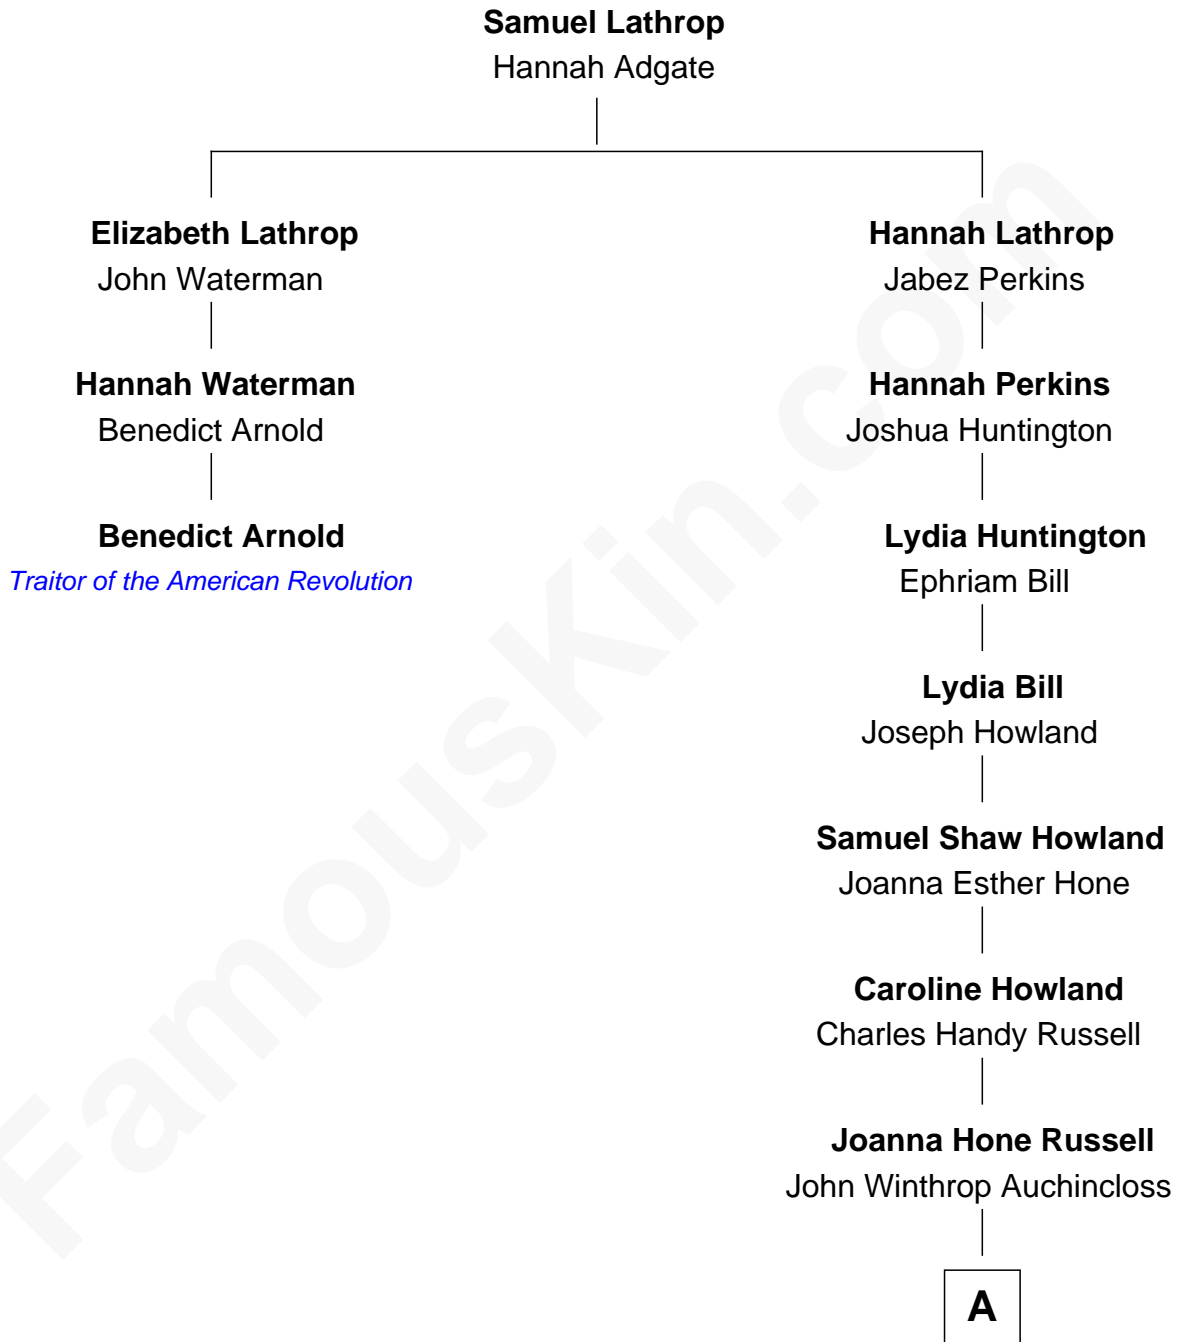 Samuel Lathrop
Hannah Adgate
Elizabeth Lathrop
John Waterman
Hannah Waterman
Benedict Arnold
Benedict Arnold
Traitor of the American Revolution
Hannah Lathrop
Jabez Perkins
Hannah Perkins
Joshua Huntington
Lydia Huntington
Ephriam Bill
Lydia Bill
Joseph Howland
Samuel Shaw Howland
Joanna Esther Hone
Caroline Howland
Charles Handy Russell
Joanna Hone Russell
John Winthrop Auchincloss
A
FamousKin.com